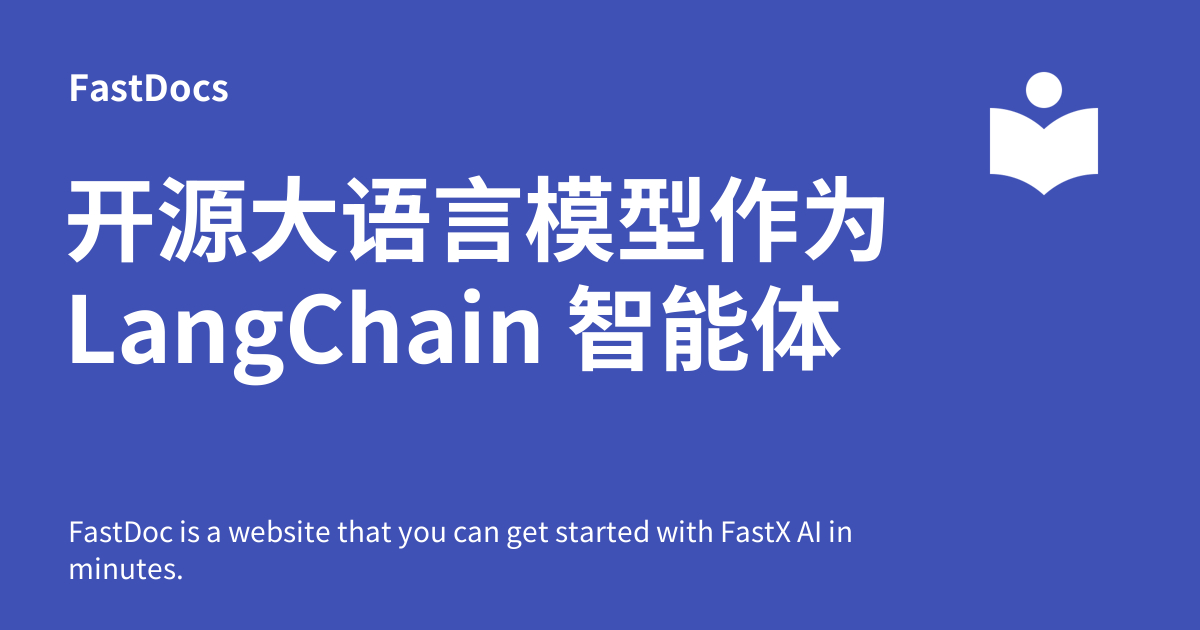 FastDocs
开源大语言模型作为
LangChain 智能体
FastDoc is a website that you can get started with FastX AI in
minutes.